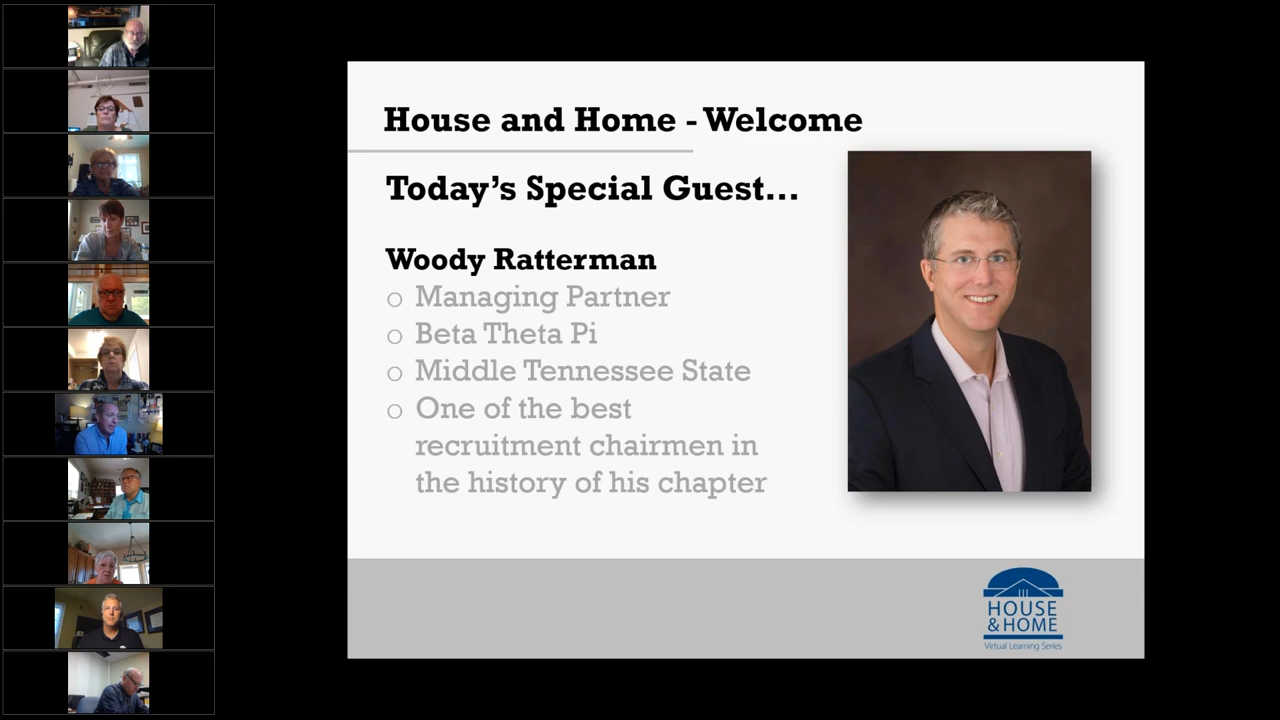 House and Home - Welcome
Today's Special Guest...
Woody Ratterman
o Managing Partner
o Beta Theta Pi
o Middle Tennessee State
o One of the best
recruitment chairmen in
the history of his chapter
HOUSE
& HOME
Virtual Learning Series